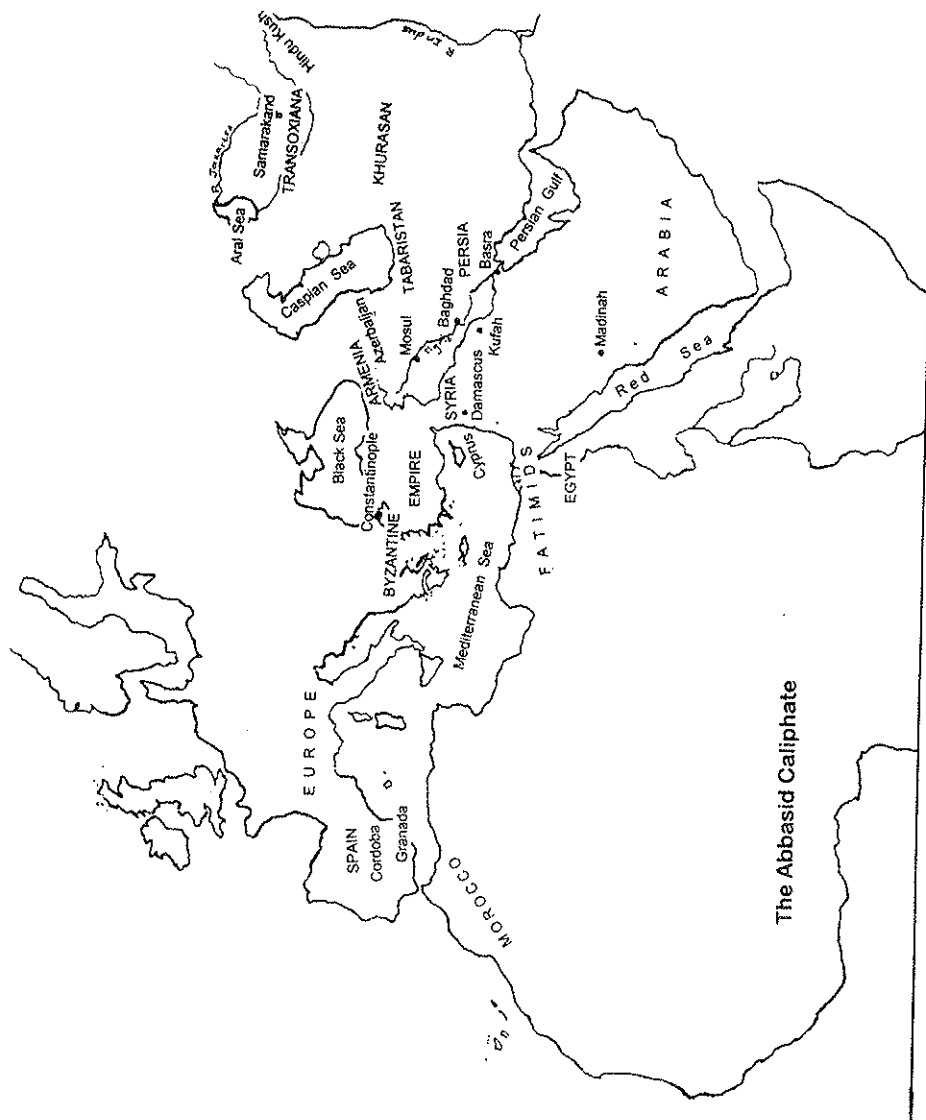 EUROPE
SPAIN
Cordoba
Granada
MOROCCO
Mediterranean Sea
BYZANTINE
EMPIRE
Constantinople
Black Sea
Cyprus
FATIMIDS
EGYPT
ARMENIA
Azerbaijan
Mosul
SYRIA
Damascus
Baghdad
Kufah
PERSIA
Basra
Persian Gulf
Madinah
ARABIA
Red Sea
Caspian Sea
TABARISTAN
KHURASAN
Aral Sea
R. Jaxartes
Samarakand
TRANSOXIANA
Hindu Kush
R Indus
The Abbasid Caliphate